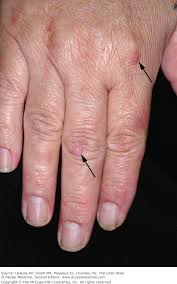 Source: Usatine RP, Smith MA, Mayeaux EJ, Chumley HS: The Color Atlas
of Family Medicine, Second Edition: www.accessmedicine.com
Copyright © The McGraw-Hill Companies, Inc. All rights reserved.